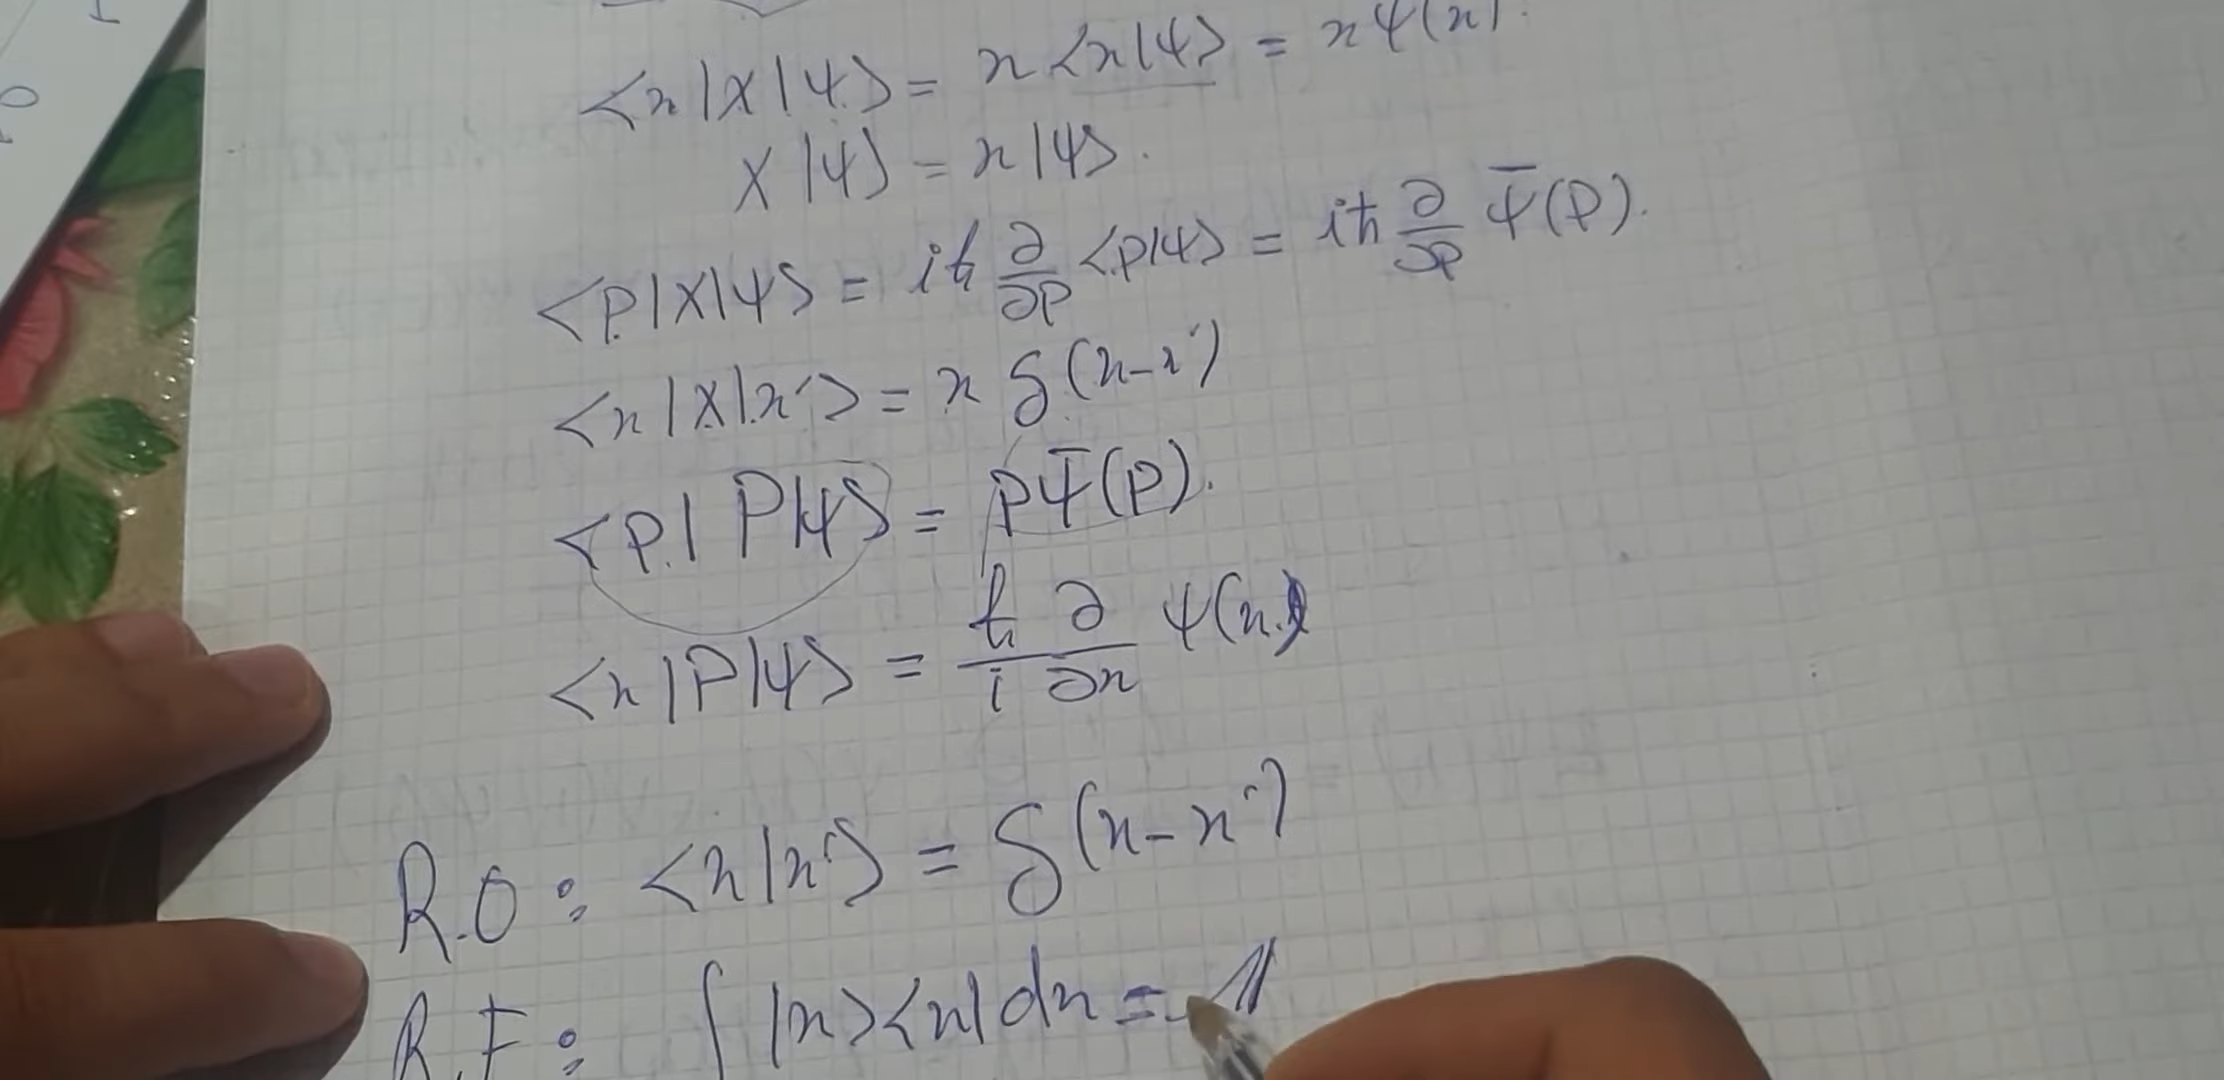 <x|X|ψ> = x<x|ψ> = xψ(x).
X|ψ> = x|ψ>.
<P|X|ψ> = iℏ ∂/∂P <P|ψ> = iℏ ∂/∂P ψ̄(P).
<x|X|x'> = x δ(x-x')
<P|P|ψ> = Pψ̄(P).
<x|P|ψ> = ℏ/i ∂/∂x ψ(x)
R.O : <x|x'> = δ(x-x')
R.F : ∫ |x><x| dx = 1